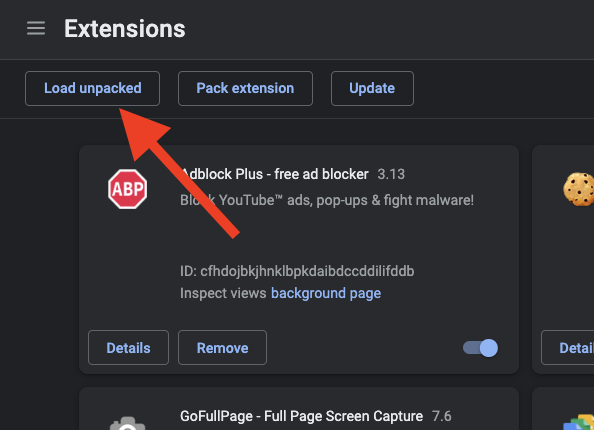 Extensions
Load unpacked
Pack extension
Update
ABP
Adblock Plus - free ad blocker 3.13
Block YouTube™ ads, pop-ups & fight malware!
ID: cfhdojbkjhnklbpkdaibdccddilifddb
Inspect views background page
Details
Remove
Detai
GoFullPage - Full Page Screen Capture 7.6